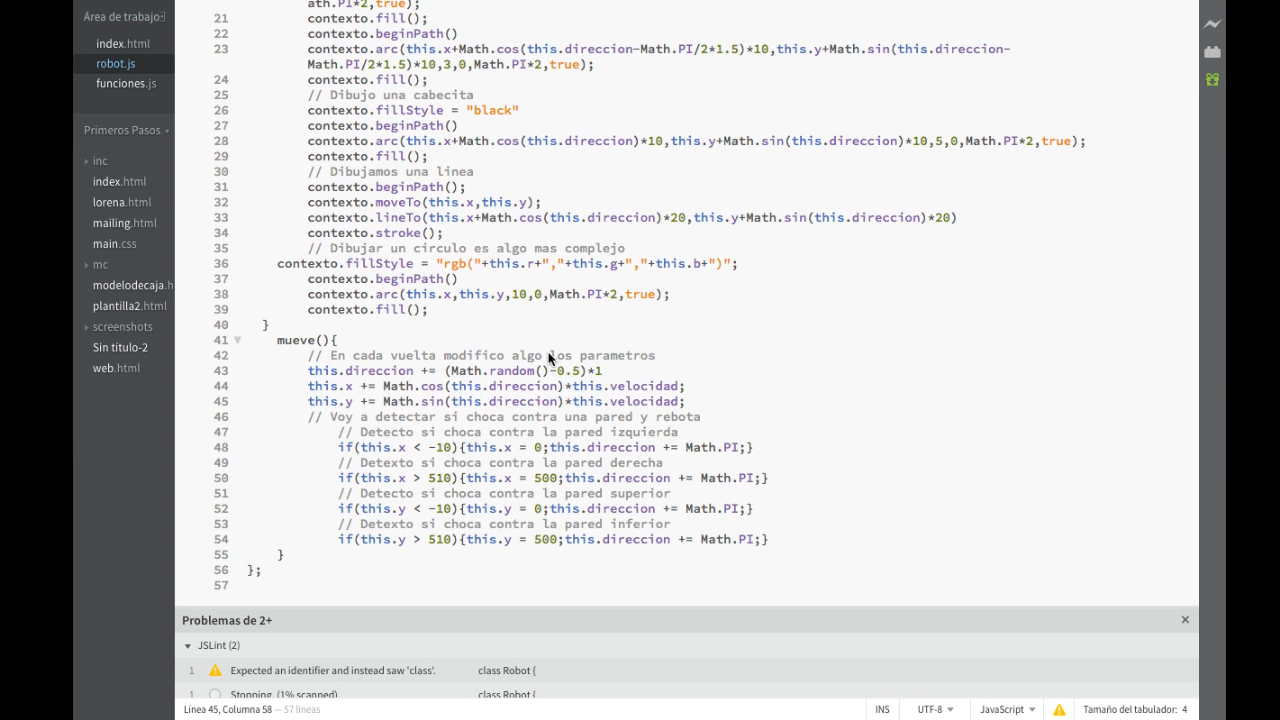 Área de trabajo
index.html
robot.js
funciones.js
Primeros Pasos
inc
index.html
lorena.html
mailing.html
main.css
mc
modelodecaja.h
plantilla2.html
screenshots
Sin título-2
web.html
ath.PI*2,true);
21 contexto.fill();
22 contexto.beginPath()
23 contexto.arc(this.x+Math.cos(this.direccion-Math.PI/2*1.5)*10,this.y+Math.sin(this.direccion-
Math.PI/2*1.5)*10,3,0,Math.PI*2,true);
24 contexto.fill();
25 // Dibujo una cabecita
26 contexto.fillStyle = "black"
27 contexto.beginPath()
28 contexto.arc(this.x+Math.cos(this.direccion)*10,this.y+Math.sin(this.direccion)*10,5,0,Math.PI*2,true);
29 contexto.fill();
30 // Dibujamos una linea
31 contexto.beginPath();
32 contexto.moveTo(this.x,this.y);
33 contexto.lineTo(this.x+Math.cos(this.direccion)*20,this.y+Math.sin(this.direccion)*20)
34 contexto.stroke();
35 // Dibujar un circulo es algo mas complejo
36 contexto.fillStyle = "rgb("+this.r+","+this.g+","+this.b+")";
37 contexto.beginPath()
38 contexto.arc(this.x,this.y,10,0,Math.PI*2,true);
39 contexto.fill();
40 }
41 mueve(){
42 // En cada vuelta modifico algo los parametros
43 this.direccion += (Math.random()-0.5)*1
44 this.x += Math.cos(this.direccion)*this.velocidad;
45 this.y += Math.sin(this.direccion)*this.velocidad;
46 // Voy a detectar si choca contra una pared y rebota
47 // Detecto si choca contra la pared izquierda
48 if(this.x < -10){this.x = 0;this.direccion += Math.PI;}
49 // Detexto si choca contra la pared derecha
50 if(this.x > 510){this.x = 500;this.direccion += Math.PI;}
51 // Detecto si choca contra la pared superior
52 if(this.y < -10){this.y = 0;this.direccion += Math.PI;}
53 // Detexto si choca contra la pared inferior
54 if(this.y > 510){this.y = 500;this.direccion += Math.PI;}
55 }
56 };
57
Problemas de 2+
JSLint (2)
1 Expected an identifier and instead saw 'class'. class Robot {
1 Stopping. (1% scanned). class Robot {
Línea 45, Columna 58 — 57 líneas
INS UTF-8 JavaScript Tamaño del tabulador: 4